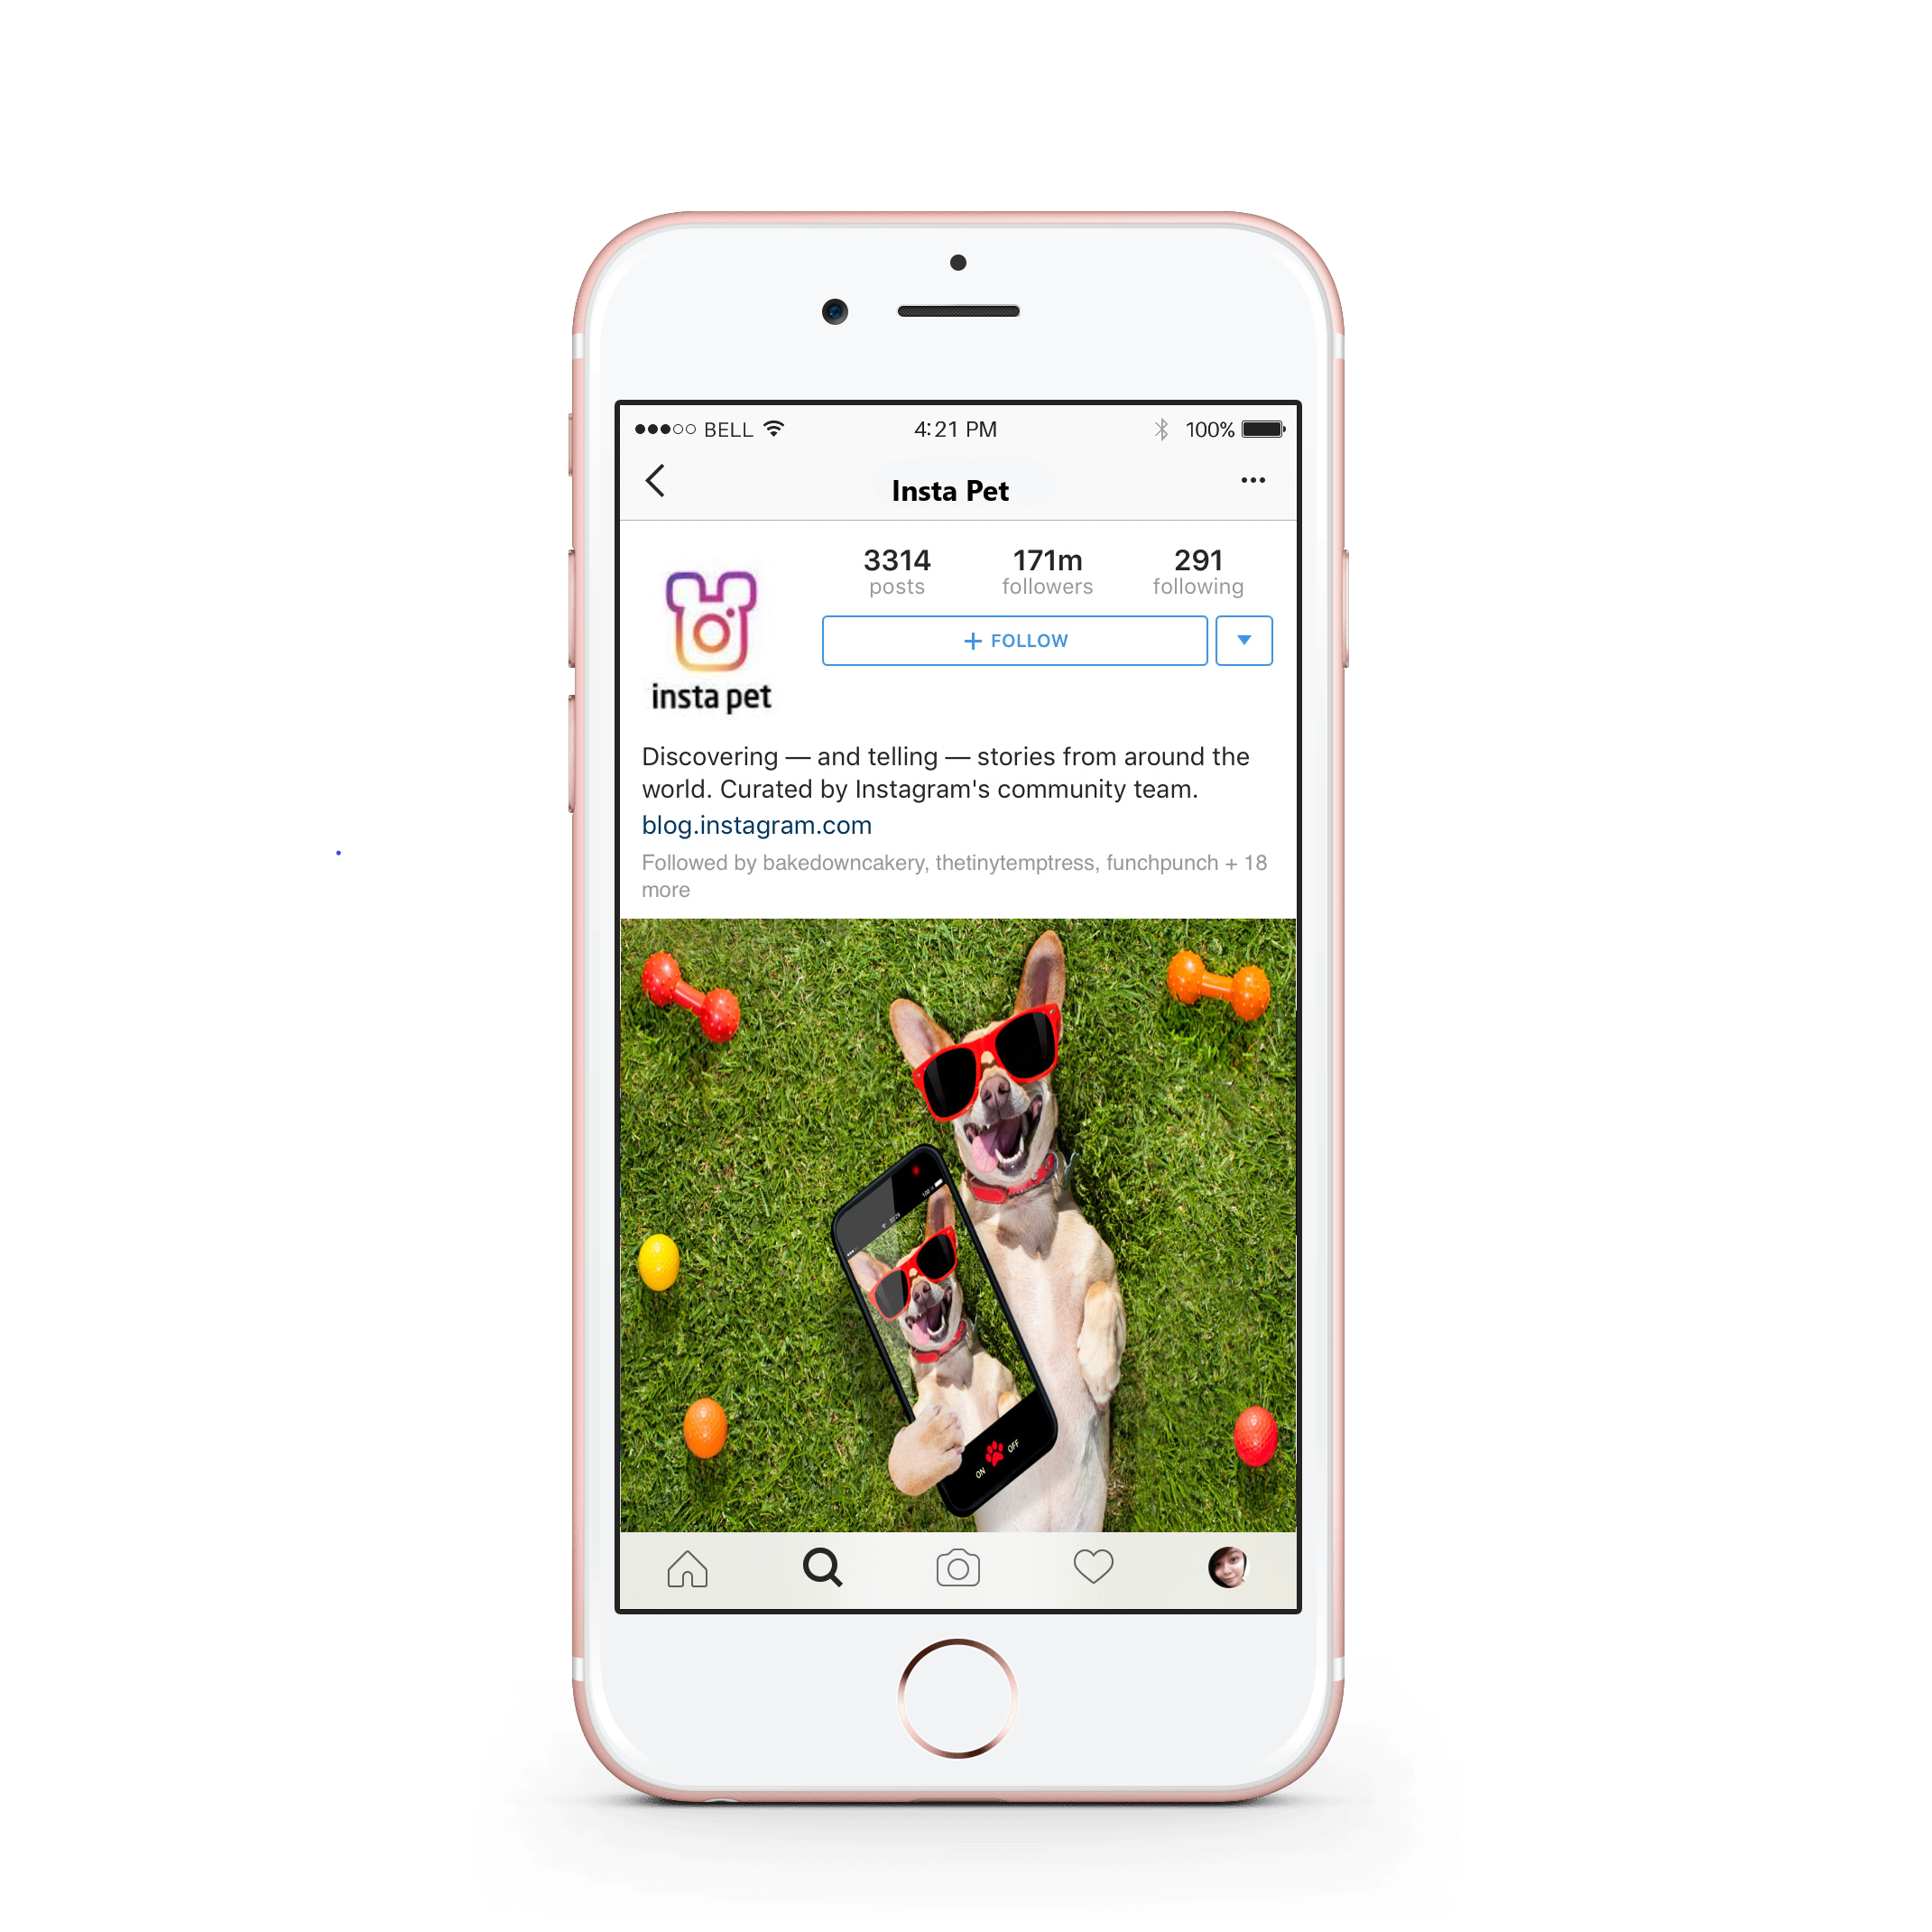 BELL 4:21 PM 100%
Insta Pet
3314 171m 291
posts followers following
+ FOLLOW
insta pet
Discovering — and telling — stories from around the
world. Curated by Instagram's community team.
blog.instagram.com
Followed by bakedowncakery, thetinytemptress, funchpunch + 18
more
ON OFF